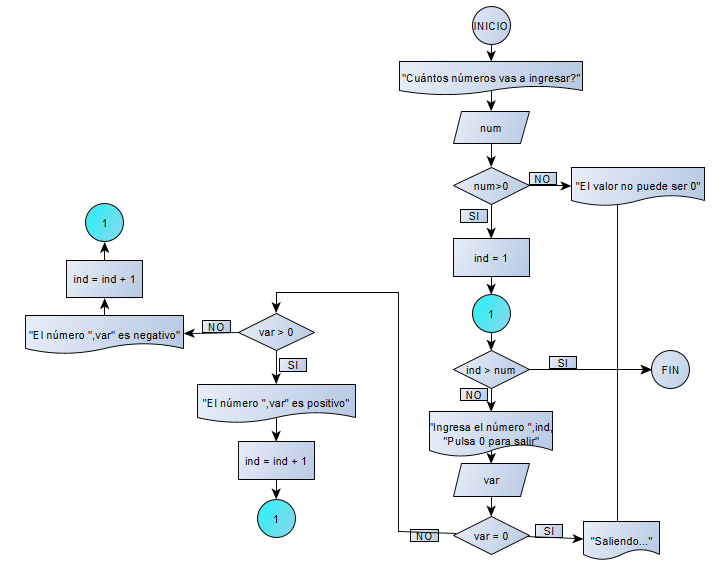 INICIO
"Cuántos números vas a ingresar?"
num
num>0
NO
"El valor no puede ser 0"
SI
ind = 1
1
ind > num
SI
FIN
NO
"Ingresa el número ",ind,
"Pulsa 0 para salir"
var
var = 0
SI
"Saliendo..."
NO
var > 0
NO
"El número ",var" es negativo"
ind = ind + 1
1
SI
"El número ",var" es positivo"
ind = ind + 1
1